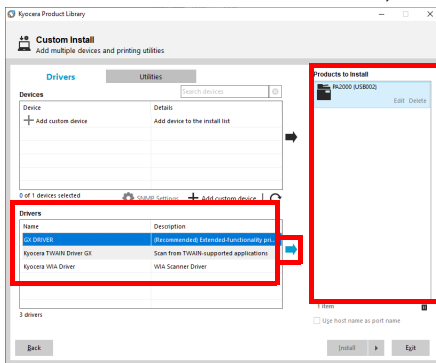 Kyocera Product Library
Custom Install
Add multiple devices and printing utilities
Drivers
Utilities
Devices
Search devices
Device
Details
Add custom device
Add device to the install list
0 of 1 devices selected
SNMP Settings
Add custom device
Drivers
Name
Description
GX DRIVER
(Recommended) Extended-functionality pri...
Kyocera TWAIN Driver GX
Scan from TWAIN-supported applications
Kyocera WIA Driver
WIA Scanner Driver
3 drivers
Products to Install
PA2000 (USB002)
Edit Delete
1 item
Use host name as port name
Back
Install
Exit